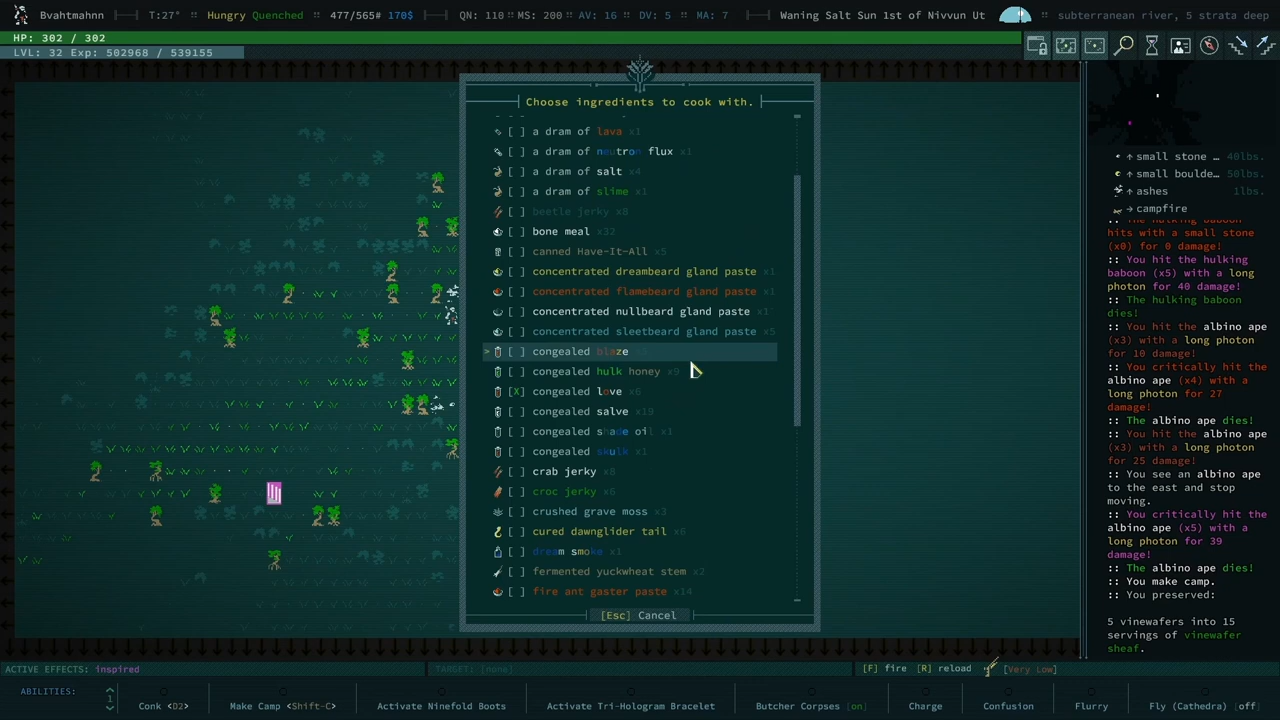 Bvahtmahn T:27° Hungry Quenched 477/565# 170$ QN: 110 MS: 200 AV: 16 DV: 5 MA: 7 Waning Salt Sun 1st of Nivvun Ut subterranean river, 5 strata deep
HP: 302 / 302
LVL: 32 Exp: 502968 / 539155
Choose ingredients to cook with.
[ ] a dram of lava x1
[ ] a dram of neutron flux x1
[ ] a dram of salt x4
[ ] a dram of slime x1
[ ] beetle jerky x8
[ ] bone meal x32
[ ] canned Have-It-All x5
[ ] concentrated dreambeard gland paste x1
[ ] concentrated flamebeard gland paste x1
[ ] concentrated nullbeard gland paste x1
[ ] concentrated sleetbeard gland paste x5
> [ ] congealed blaze
[ ] congealed hulk honey x9
[X] congealed love x6
[ ] congealed salve x19
[ ] congealed shade oil x1
[ ] congealed skulk x1
[ ] crab jerky x8
[ ] croc jerky x6
[ ] crushed grave moss x3
[ ] cured dawnglider tail x6
[ ] dream smoke x1
[ ] fermented yuckwheat stem x2
[ ] fire ant gaster paste x14
[Esc] Cancel
↑ small stone … 40lbs.
↑ small boulde… 50lbs.
↑ ashes 1lbs.
→ campfire
:: The hulking baboon
hits with a small stone
(x0) for 0 damage!
:: You hit the hulking
baboon (x5) with a long
photon for 40 damage!
:: The hulking baboon
dies!
:: You hit the albino ape
(x3) with a long photon
for 10 damage!
:: You critically hit the
albino ape (x4) with a
long photon for 27
damage!
:: The albino ape dies!
:: You hit the albino ape
(x3) with a long photon
for 25 damage!
:: You see an albino ape
to the east and stop
moving.
:: You critically hit the
albino ape (x5) with a
long photon for 39
damage!
:: The albino ape dies!
:: You make camp.
:: You preserved:
5 vinewafers into 15
servings of vinewafer
sheaf.
ACTIVE EFFECTS: inspired TARGET: [none] [F] fire [R] reload [Very Low]
ABILITIES: 1 Conk <02> Make Camp <Shift-C> Activate Ninefold Boots Activate Tri-Hologram Bracelet Butcher Corpses [on] Charge Confusion Flurry Fly (Cathedra) [off]